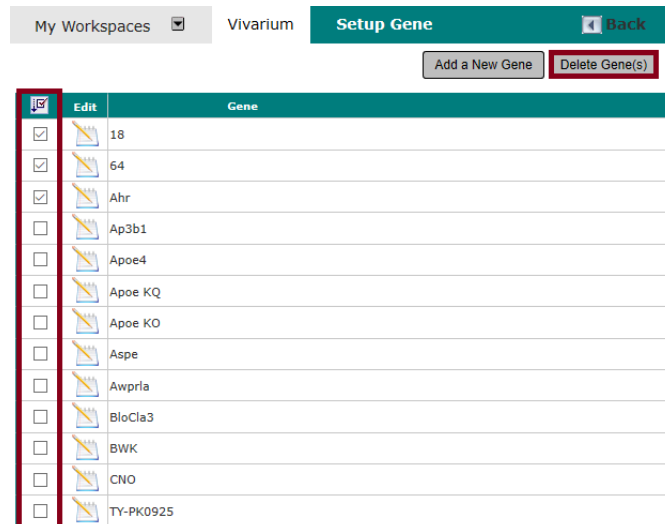 My Workspaces Vivarium Setup Gene Back
Add a New Gene Delete Gene(s)
Edit Gene
18
64
Ahr
Ap3b1
Apoe4
Apoe KQ
Apoe KO
Aspe
Awprla
BloCla3
BWK
CNO
TY-PK0925